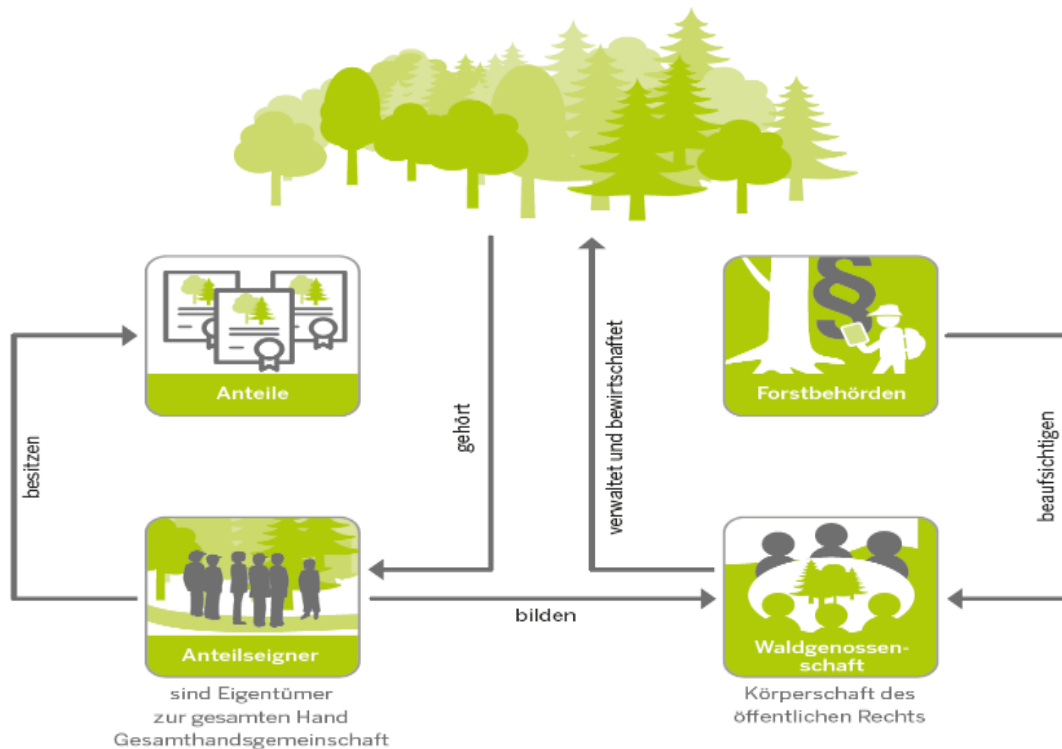 §
Anteile
Forstbehörden
besitzen
gehört
verwaltet und bewirtschaftet
beaufsichtigen
bilden
Anteilseigner
sind Eigentümer
zur gesamten Hand
Gesamthandsgemeinschaft
Waldgenossen-
schaft
Körperschaft des
öffentlichen Rechts